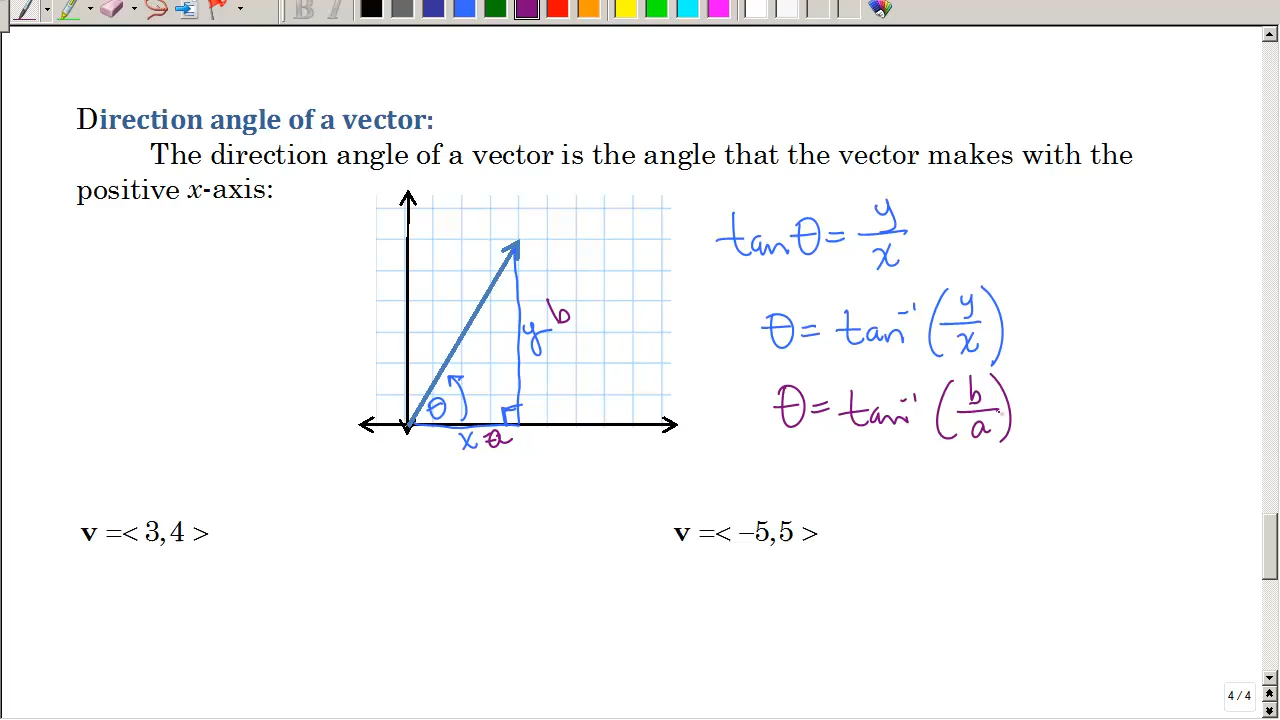 B I
Direction angle of a vector:
The direction angle of a vector is the angle that the vector makes with the
positive x-axis:
tan θ = y/x
θ = tan⁻¹ (y/x)
θ = tan⁻¹ (b/a)
y b
θ
x a
v =< 3,4 >
v =< −5,5 >
4 / 4